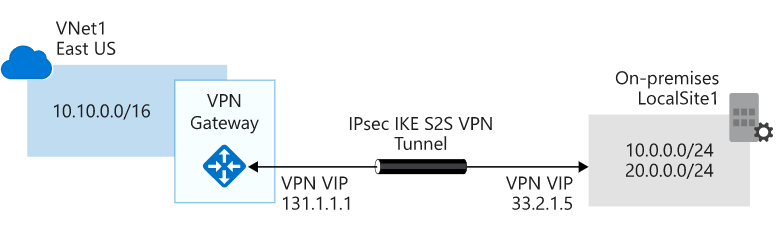 VNet1
East US
10.10.0.0/16
VPN
Gateway
IPsec IKE S2S VPN
Tunnel
VPN VIP
131.1.1.1
VPN VIP
33.2.1.5
On-premises
LocalSite1
10.0.0.0/24
20.0.0.0/24